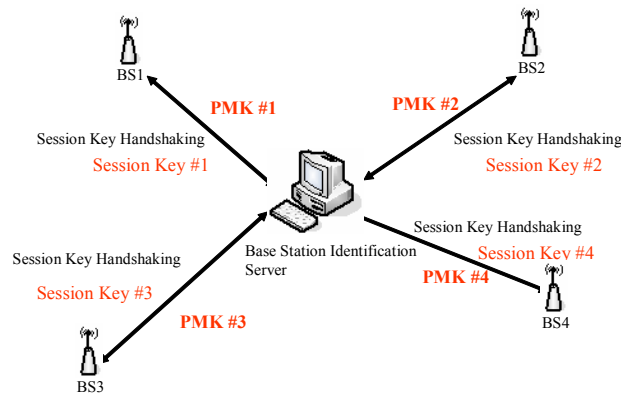 BS1
BS2
PMK #1
PMK #2
Session Key Handshaking
Session Key #1
Session Key Handshaking
Session Key #2
Session Key Handshaking
Session Key #4
Base Station Identification
Server
PMK #4
Session Key Handshaking
Session Key #3
PMK #3
BS4
BS3